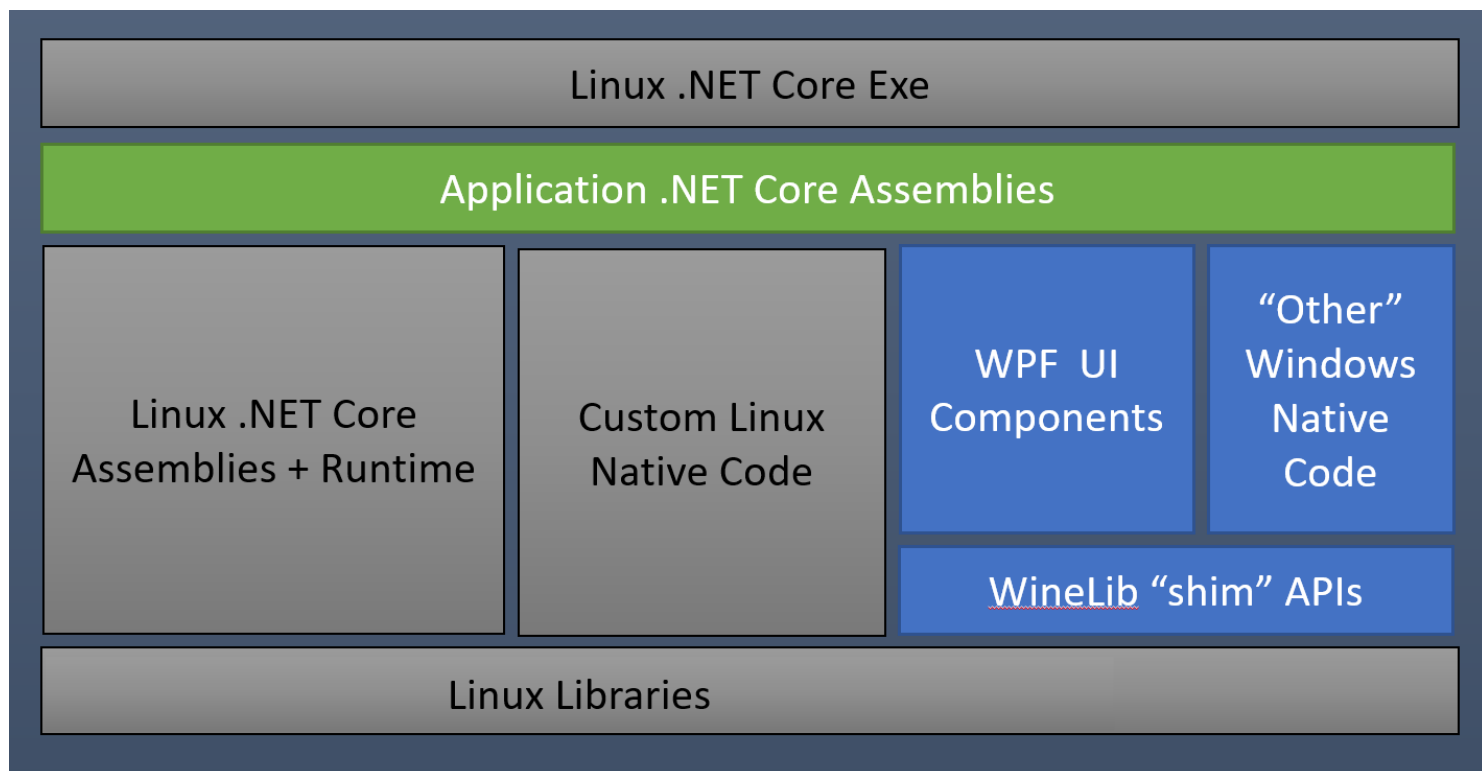 Linux .NET Core Exe
Application .NET Core Assemblies
Linux .NET Core
Assemblies + Runtime
Custom Linux
Native Code
WPF  UI
Components
“Other”
Windows
Native
Code
WineLib “shim” APIs
Linux Libraries